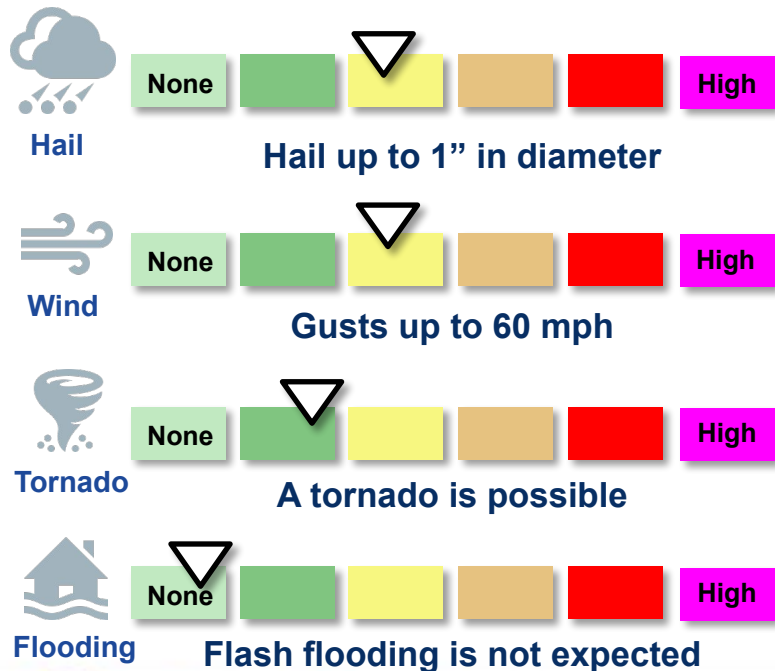 None High
Hail
Hail up to 1” in diameter
None High
Wind
Gusts up to 60 mph
None High
Tornado
A tornado is possible
None High
Flooding
Flash flooding is not expected